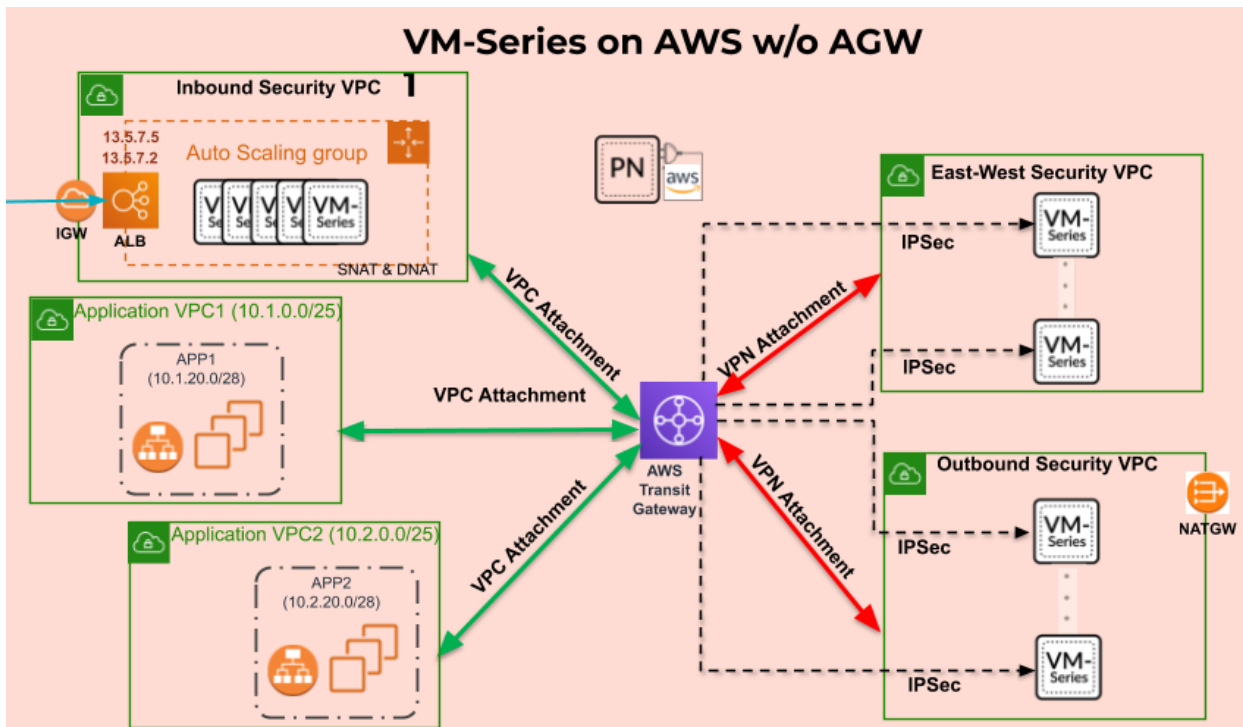 VM-Series on AWS w/o AGW
Inbound Security VPC 1
13.5.7.5
13.5.7.2
Auto Scaling group
VM-
Series
IGW
ALB
SNAT & DNAT
PN
aws
East-West Security VPC
VM-
Series
IPSec
VM-
Series
IPSec
VPC Attachment
VPN Attachment
Application VPC1 (10.1.0.0/25)
APP1
(10.1.20.0/28)
VPC Attachment
AWS
Transit
Gateway
Application VPC2 (10.2.0.0/25)
APP2
(10.2.20.0/28)
VPC Attachment
VPN Attachment
Outbound Security VPC
NATGW
VM-
Series
IPSec
VM-
Series
IPSec